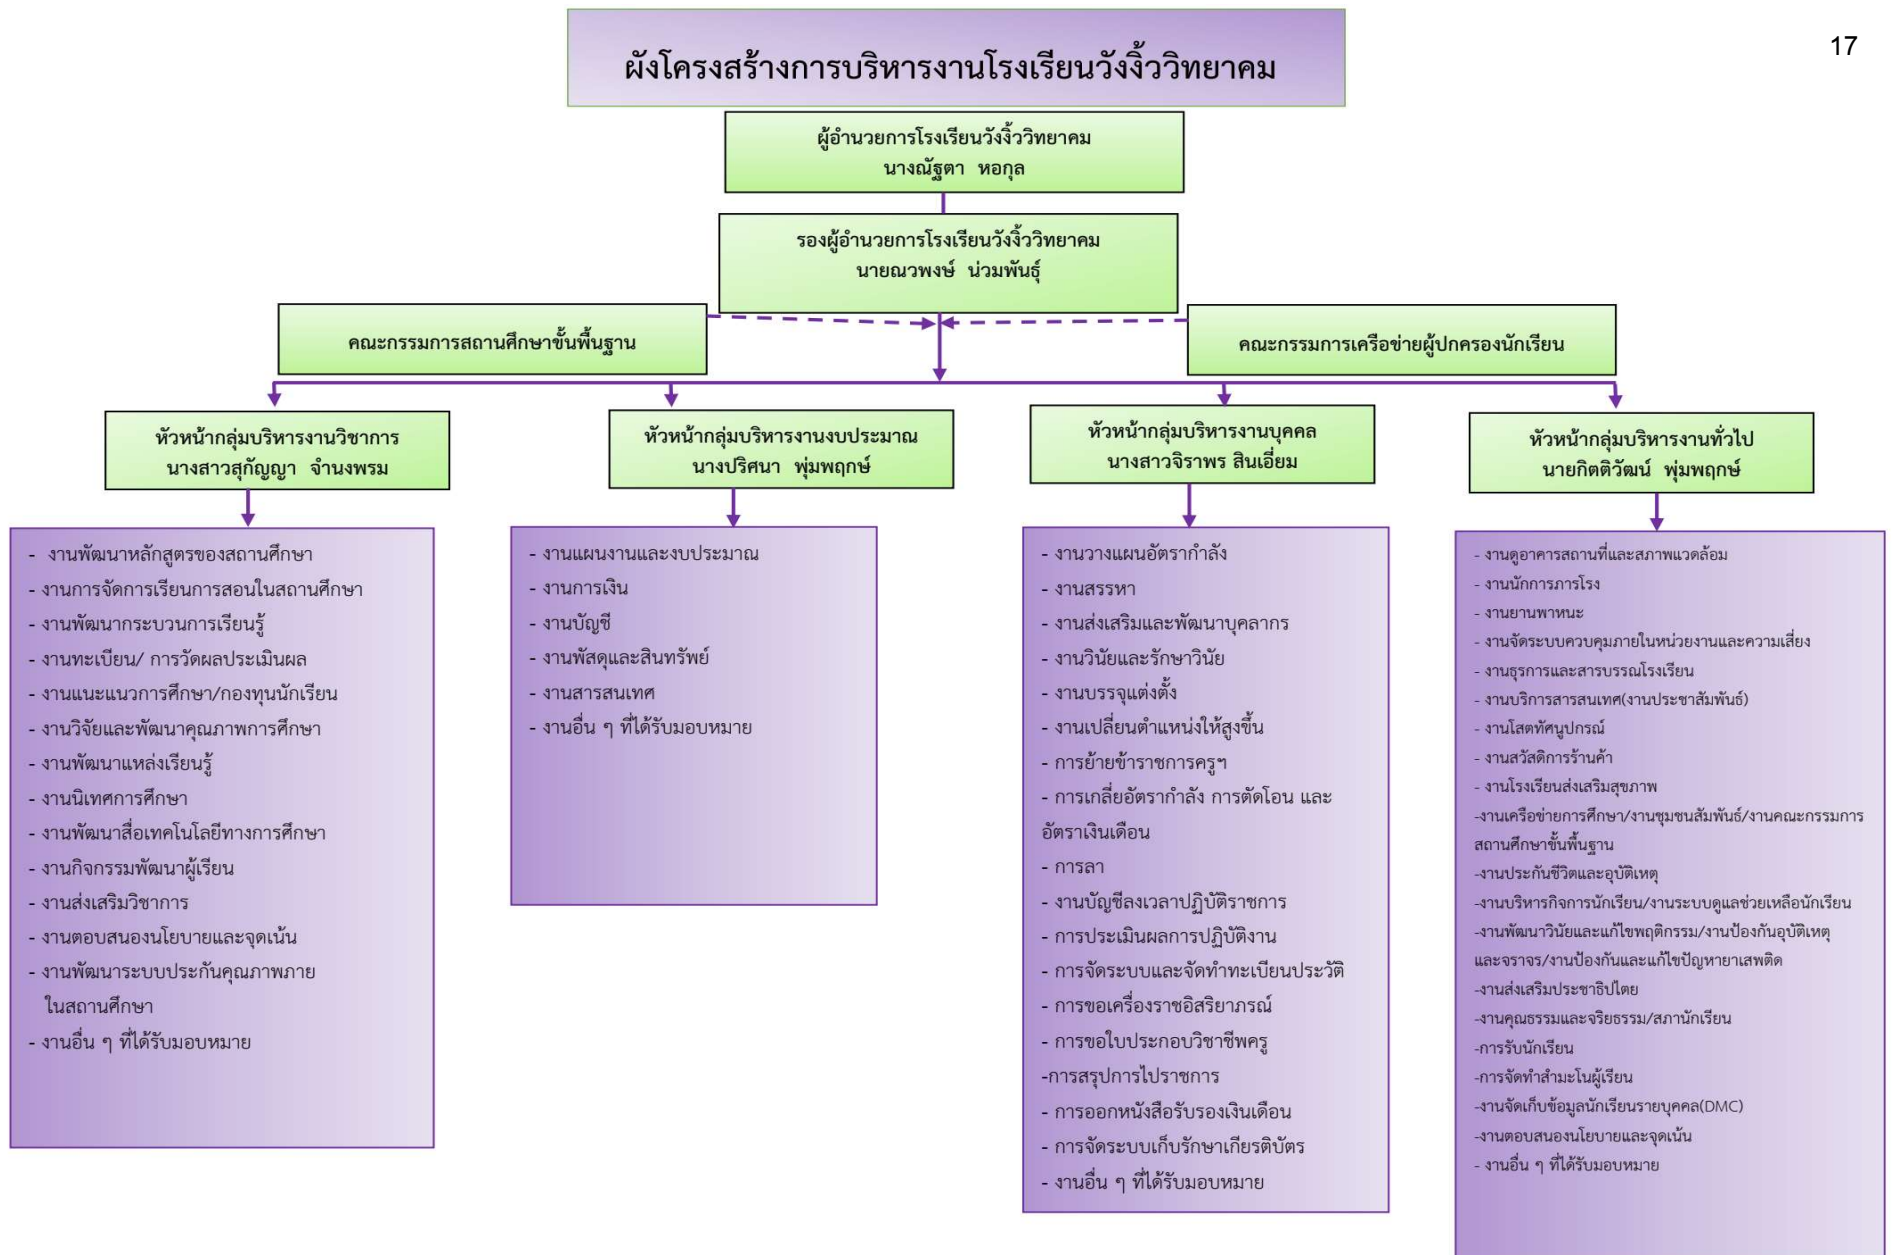 17
ผังโครงสร้างการบริหารงานโรงเรียนวังงิ้ววิทยาคม
ผู้อำนวยการโรงเรียนวังงิ้ววิทยาคม
นางณัฐตา  หอกุล
รองผู้อำนวยการโรงเรียนวังงิ้ววิทยาคม
นายณวพงษ์  น่วมพันธุ์
คณะกรรมการสถานศึกษาขั้นพื้นฐาน
คณะกรรมการเครือข่ายผู้ปกครองนักเรียน
หัวหน้ากลุ่มบริหารงานวิชาการ
นางสาวสุกัญญา  จำนงพรม
- งานพัฒนาหลักสูตรของสถานศึกษา
- งานการจัดการเรียนการสอนในสถานศึกษา
- งานพัฒนากระบวนการเรียนรู้
- งานทะเบียน/ การวัดผลประเมินผล
- งานแนะแนวการศึกษา/กองทุนนักเรียน
- งานวิจัยและพัฒนาคุณภาพการศึกษา
- งานพัฒนาแหล่งเรียนรู้
- งานนิเทศการศึกษา
- งานพัฒนาสื่อเทคโนโลยีทางการศึกษา
- งานกิจกรรมพัฒนาผู้เรียน
- งานส่งเสริมวิชาการ
- งานตอบสนองนโยบายและจุดเน้น
- งานพัฒนาระบบประกันคุณภาพภาย
ในสถานศึกษา
- งานอื่น ๆ ที่ได้รับมอบหมาย
หัวหน้ากลุ่มบริหารงานงบประมาณ
นางปริศนา  พุ่มพฤกษ์
- งานแผนงานและงบประมาณ
- งานการเงิน
- งานบัญชี
- งานพัสดุและสินทรัพย์
- งานสารสนเทศ
- งานอื่น ๆ ที่ได้รับมอบหมาย
หัวหน้ากลุ่มบริหารงานบุคคล
นางสาวจิราพร สินเอี่ยม
- งานวางแผนอัตรากำลัง
- งานสรรหา
- งานส่งเสริมและพัฒนาบุคลากร
- งานวินัยและรักษาวินัย
- งานบรรจุแต่งตั้ง
- งานเปลี่ยนตำแหน่งให้สูงขึ้น
- การย้ายข้าราชการครูฯ
- การเกลี่ยอัตรากำลัง การตัดโอน และ
อัตราเงินเดือน
- การลา
- งานบัญชีลงเวลาปฏิบัติราชการ
- การประเมินผลการปฏิบัติงาน
- การจัดระบบและจัดทำทะเบียนประวัติ
- การขอเครื่องราชอิสริยาภรณ์
- การขอใบประกอบวิชาชีพครู
-การสรุปการไปราชการ
- การออกหนังสือรับรองเงินเดือน
- การจัดระบบเก็บรักษาเกียรติบัตร
- งานอื่น ๆ ที่ได้รับมอบหมาย
หัวหน้ากลุ่มบริหารงานทั่วไป
นายกิตติวัฒน์  พุ่มพฤกษ์
- งานดูอาคารสถานที่และสภาพแวดล้อม
- งานนักการภารโรง
- งานยานพาหนะ
- งานจัดระบบควบคุมภายในหน่วยงานและความเสี่ยง
- งานธุรการและสารบรรณโรงเรียน
- งานบริการสารสนเทศ(งานประชาสัมพันธ์)
- งานโสตทัศนูปกรณ์
- งานสวัสดิการร้านค้า
- งานโรงเรียนส่งเสริมสุขภาพ
-งานเครือข่ายการศึกษา/งานชุมชนสัมพันธ์/งานคณะกรรมการ
สถานศึกษาขั้นพื้นฐาน
-งานประกันชีวิตและอุบัติเหตุ
-งานบริหารกิจการนักเรียน/งานระบบดูแลช่วยเหลือนักเรียน
-งานพัฒนาวินัยและแก้ไขพฤติกรรม/งานป้องกันอุบัติเหตุ
และจราจร/งานป้องกันและแก้ไขปัญหายาเสพติด
-งานส่งเสริมประชาธิปไตย
-งานคุณธรรมและจริยธรรม/สภานักเรียน
-การรับนักเรียน
-การจัดทำสำมะโนผู้เรียน
-งานจัดเก็บข้อมูลนักเรียนรายบุคคล(DMC)
-งานตอบสนองนโยบายและจุดเน้น
- งานอื่น ๆ ที่ได้รับมอบหมาย